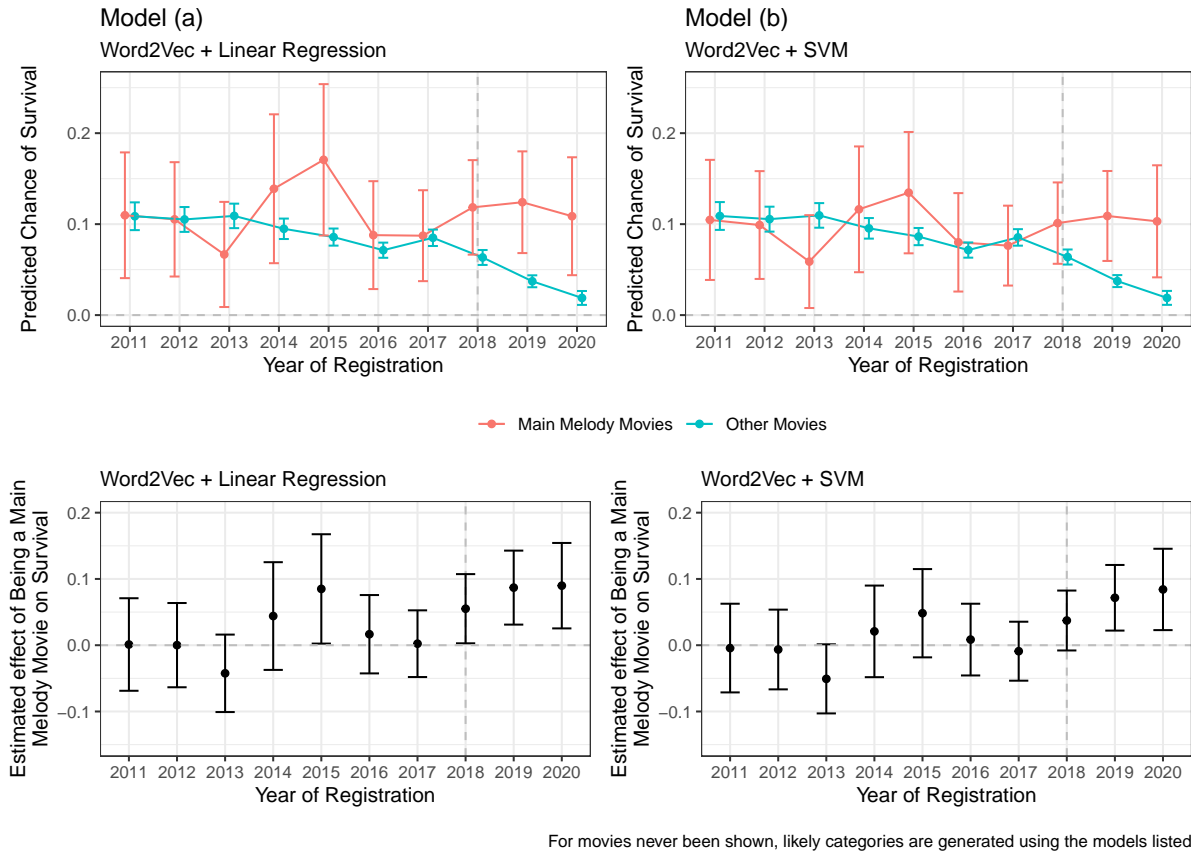 Model (a)
Word2Vec + Linear Regression
Predicted Chance of Survival
0.2
0.1
0.0
2011 2012 2013 2014 2015 2016 2017 2018 2019 2020
Year of Registration
Model (b)
Word2Vec + SVM
Predicted Chance of Survival
0.2
0.1
0.0
2011 2012 2013 2014 2015 2016 2017 2018 2019 2020
Year of Registration
Main Melody Movies Other Movies
Word2Vec + Linear Regression
Estimated effect of Being a Main
Melody Movie on Survival
0.2
0.1
0.0
−0.1
2011 2012 2013 2014 2015 2016 2017 2018 2019 2020
Year of Registration
Word2Vec + SVM
Estimated effect of Being a Main
Melody Movie on Survival
0.2
0.1
0.0
−0.1
2011 2012 2013 2014 2015 2016 2017 2018 2019 2020
Year of Registration
For movies never been shown, likely categories are generated using the models listed